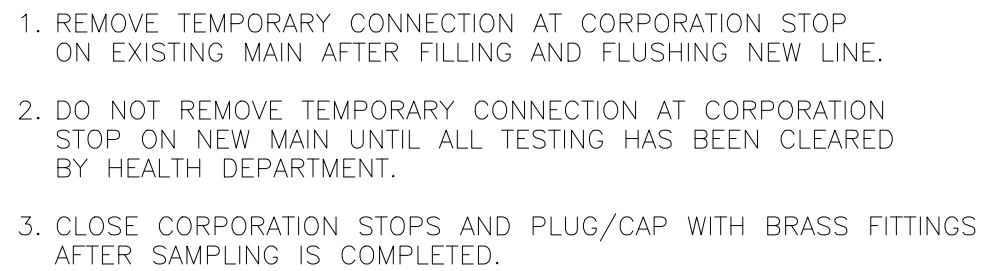 1. REMOVE TEMPORARY CONNECTION AT CORPORATION STOP
ON EXISTING MAIN AFTER FILLING AND FLUSHING NEW LINE.
2. DO NOT REMOVE TEMPORARY CONNECTION AT CORPORATION
STOP ON NEW MAIN UNTIL ALL TESTING HAS BEEN CLEARED
BY HEALTH DEPARTMENT.
3. CLOSE CORPORATION STOPS AND PLUG/CAP WITH BRASS FITTINGS
AFTER SAMPLING IS COMPLETED.